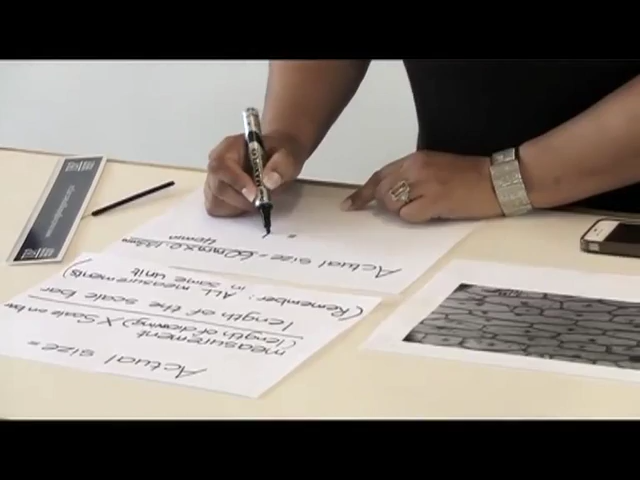 Actual size =
measurement
(length of drawing) X Scale on bar
length of the scale bar
(Remember: ALL measurements)
in same unit
Actual size = 60mm x 0.
40mm
=